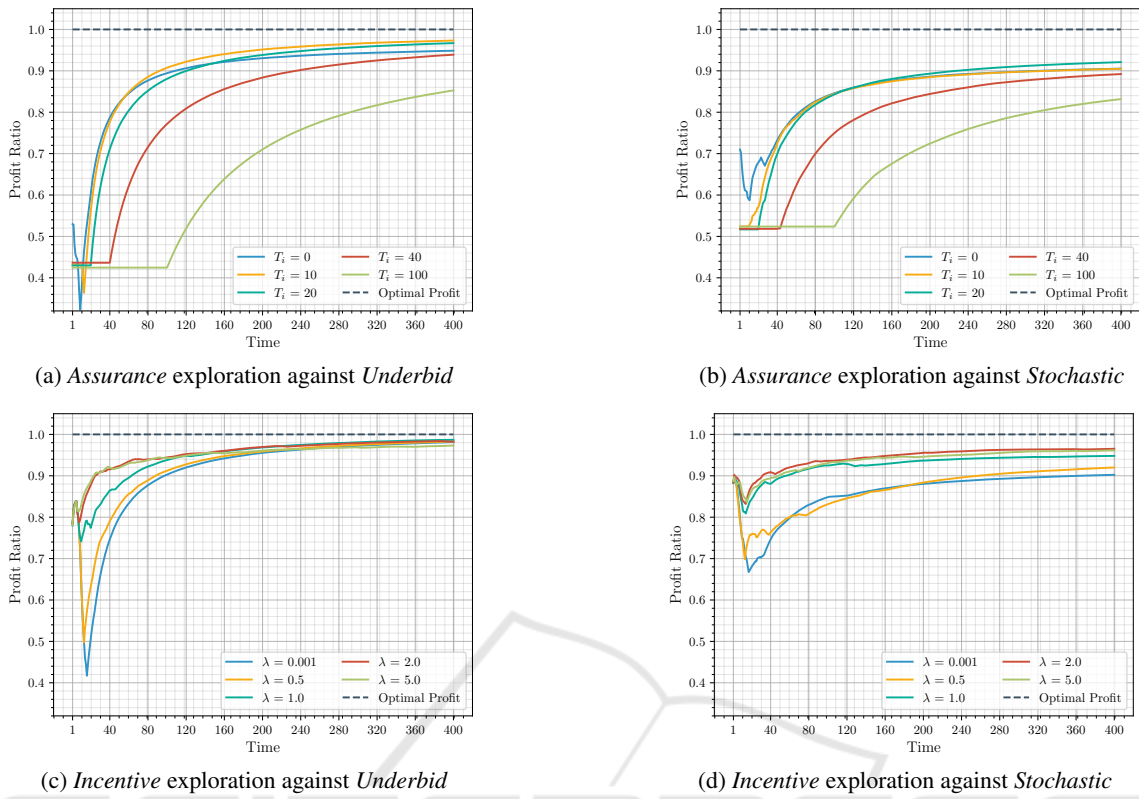 1.0
0.9
0.8
0.7
0.6
0.5
0.4
Profit Ratio
1 40 80 120 160 200 240 280 320 360 400
Time
T_i = 0 T_i = 40
T_i = 10 T_i = 100
T_i = 20 Optimal Profit
(a) Assurance exploration against Underbid
1.0
0.9
0.8
0.7
0.6
0.5
0.4
Profit Ratio
1 40 80 120 160 200 240 280 320 360 400
Time
T_i = 0 T_i = 40
T_i = 10 T_i = 100
T_i = 20 Optimal Profit
(b) Assurance exploration against Stochastic
1.0
0.9
0.8
0.7
0.6
0.5
0.4
Profit Ratio
1 40 80 120 160 200 240 280 320 360 400
Time
λ = 0.001 λ = 2.0
λ = 0.5 λ = 5.0
λ = 1.0 Optimal Profit
(c) Incentive exploration against Underbid
1.0
0.9
0.8
0.7
0.6
0.5
0.4
Profit Ratio
1 40 80 120 160 200 240 280 320 360 400
Time
λ = 0.001 λ = 2.0
λ = 0.5 λ = 5.0
λ = 1.0 Optimal Profit
(d) Incentive exploration against Stochastic